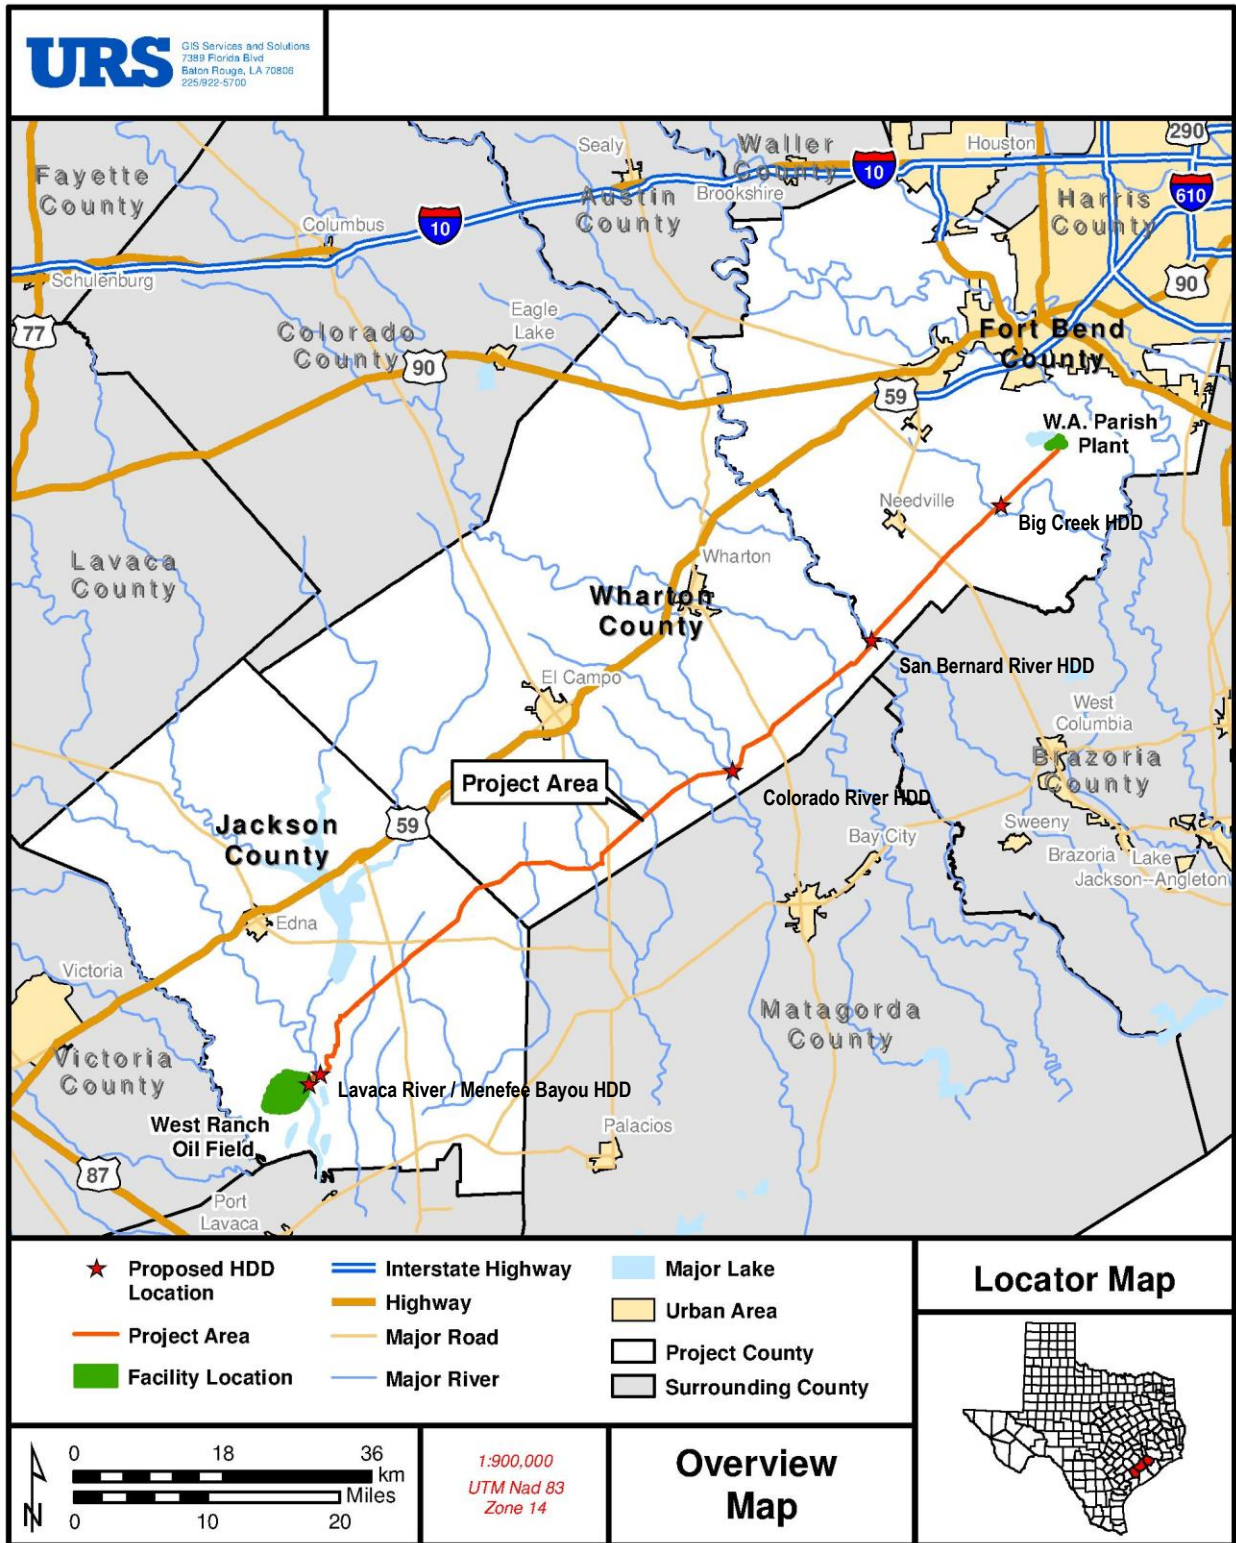 URS
GIS Services and Solutions
7389 Florida Blvd
Baton Rouge, LA 70806
225/922-5700
290
Houston
Sealy
Waller
County
10
Fayette
County
Austin
County
Brookshire
610
Harris
County
Columbus
10
Schulenburg
90
Eagle
Lake
77
Colorado
County
90
Fort Bend
County
59
W.A. Parish
Plant
Needville
Big Creek HDD
Lavaca
County
Wharton
Wharton
County
San Bernard River HDD
El Campo
West
Columbia
Brazoria
County
Project Area
Colorado River HDD
Jackson
County
59
Bay City
Sweeny
Brazoria
Lake
Jackson--Angleton
Edna
Victoria
Matagorda
County
Victoria
County
Lavaca River / Menefee Bayou HDD
West Ranch
Oil Field
Palacios
87
Port
Lavaca
Proposed HDD
Location
Project Area
Facility Location
Interstate Highway
Highway
Major Road
Major River
Major Lake
Urban Area
Project County
Surrounding County
Locator Map
N
0 18 36
km
Miles
0 10 20
1:900,000
UTM Nad 83
Zone 14
Overview
Map